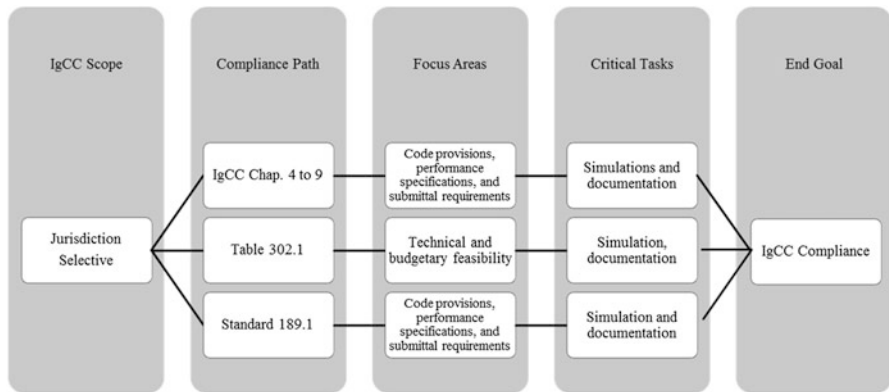 IgCC Scope
Compliance Path
Focus Areas
Critical Tasks
End Goal
Jurisdiction
Selective
IgCC Chap. 4 to 9
Code provisions,
performance
specifications, and
submittal requirements
Simulations and
documentation
Table 302.1
Technical and
budgetary feasibility
Simulation,
documentation
Standard 189.1
Code provisions,
performance
specifications, and
submittal requirements
Simulation and
documentation
IgCC Compliance